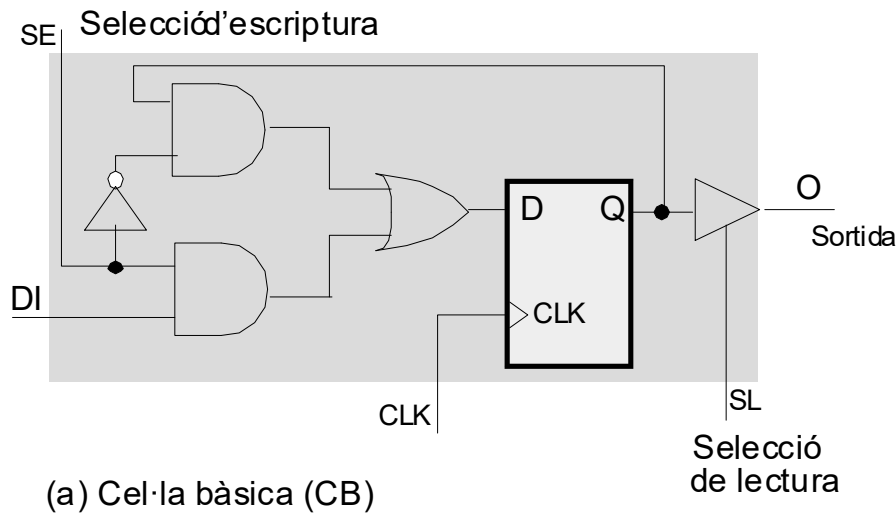 Selecciód'escriptura
SE
D
Q
O
Sortida
DI
CLK
CLK
SL
Selecció
de lectura
(a) Cel·la bàsica (CB)